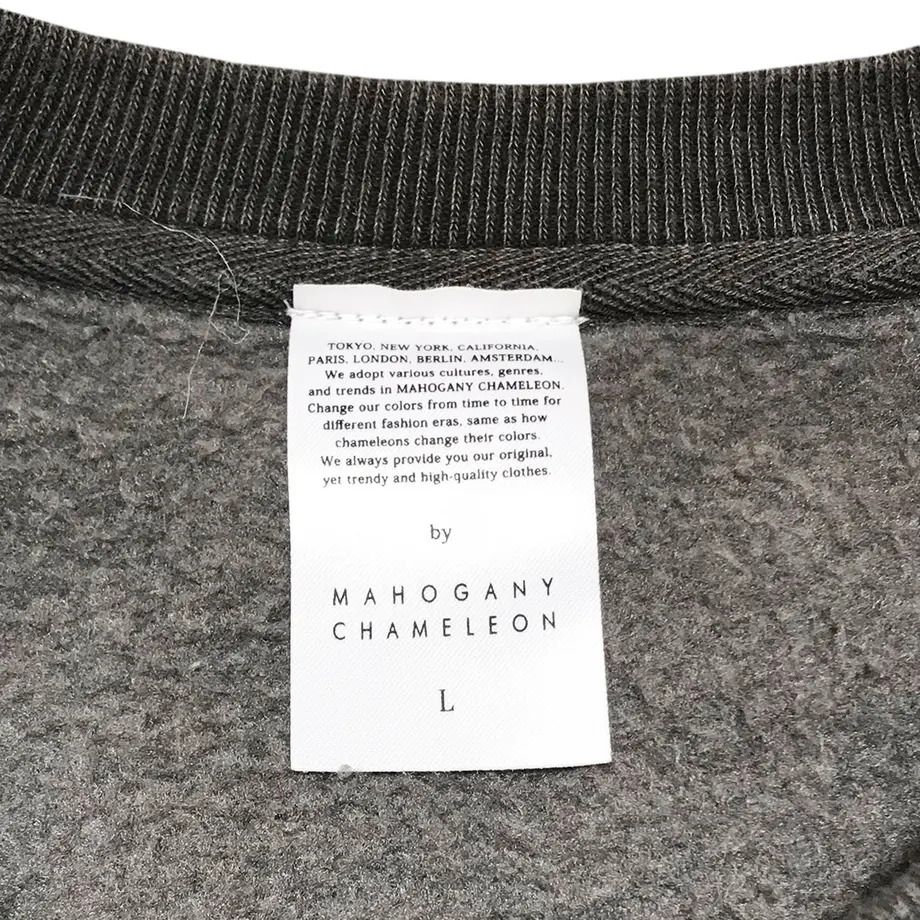 TOKYO, NEW YORK, CALIFORNIA,
PARIS, LONDON, BERLIN, AMSTERDAM...
We adopt various cultures, genres,
and trends in MAHOGANY CHAMELEON.
Change our colors from time to time for
different fashion eras, same as how
chameleons change their colors.
We always provide you our original,
yet trendy and high-quality clothes.
by
MAHOGANY
CHAMELEON
L